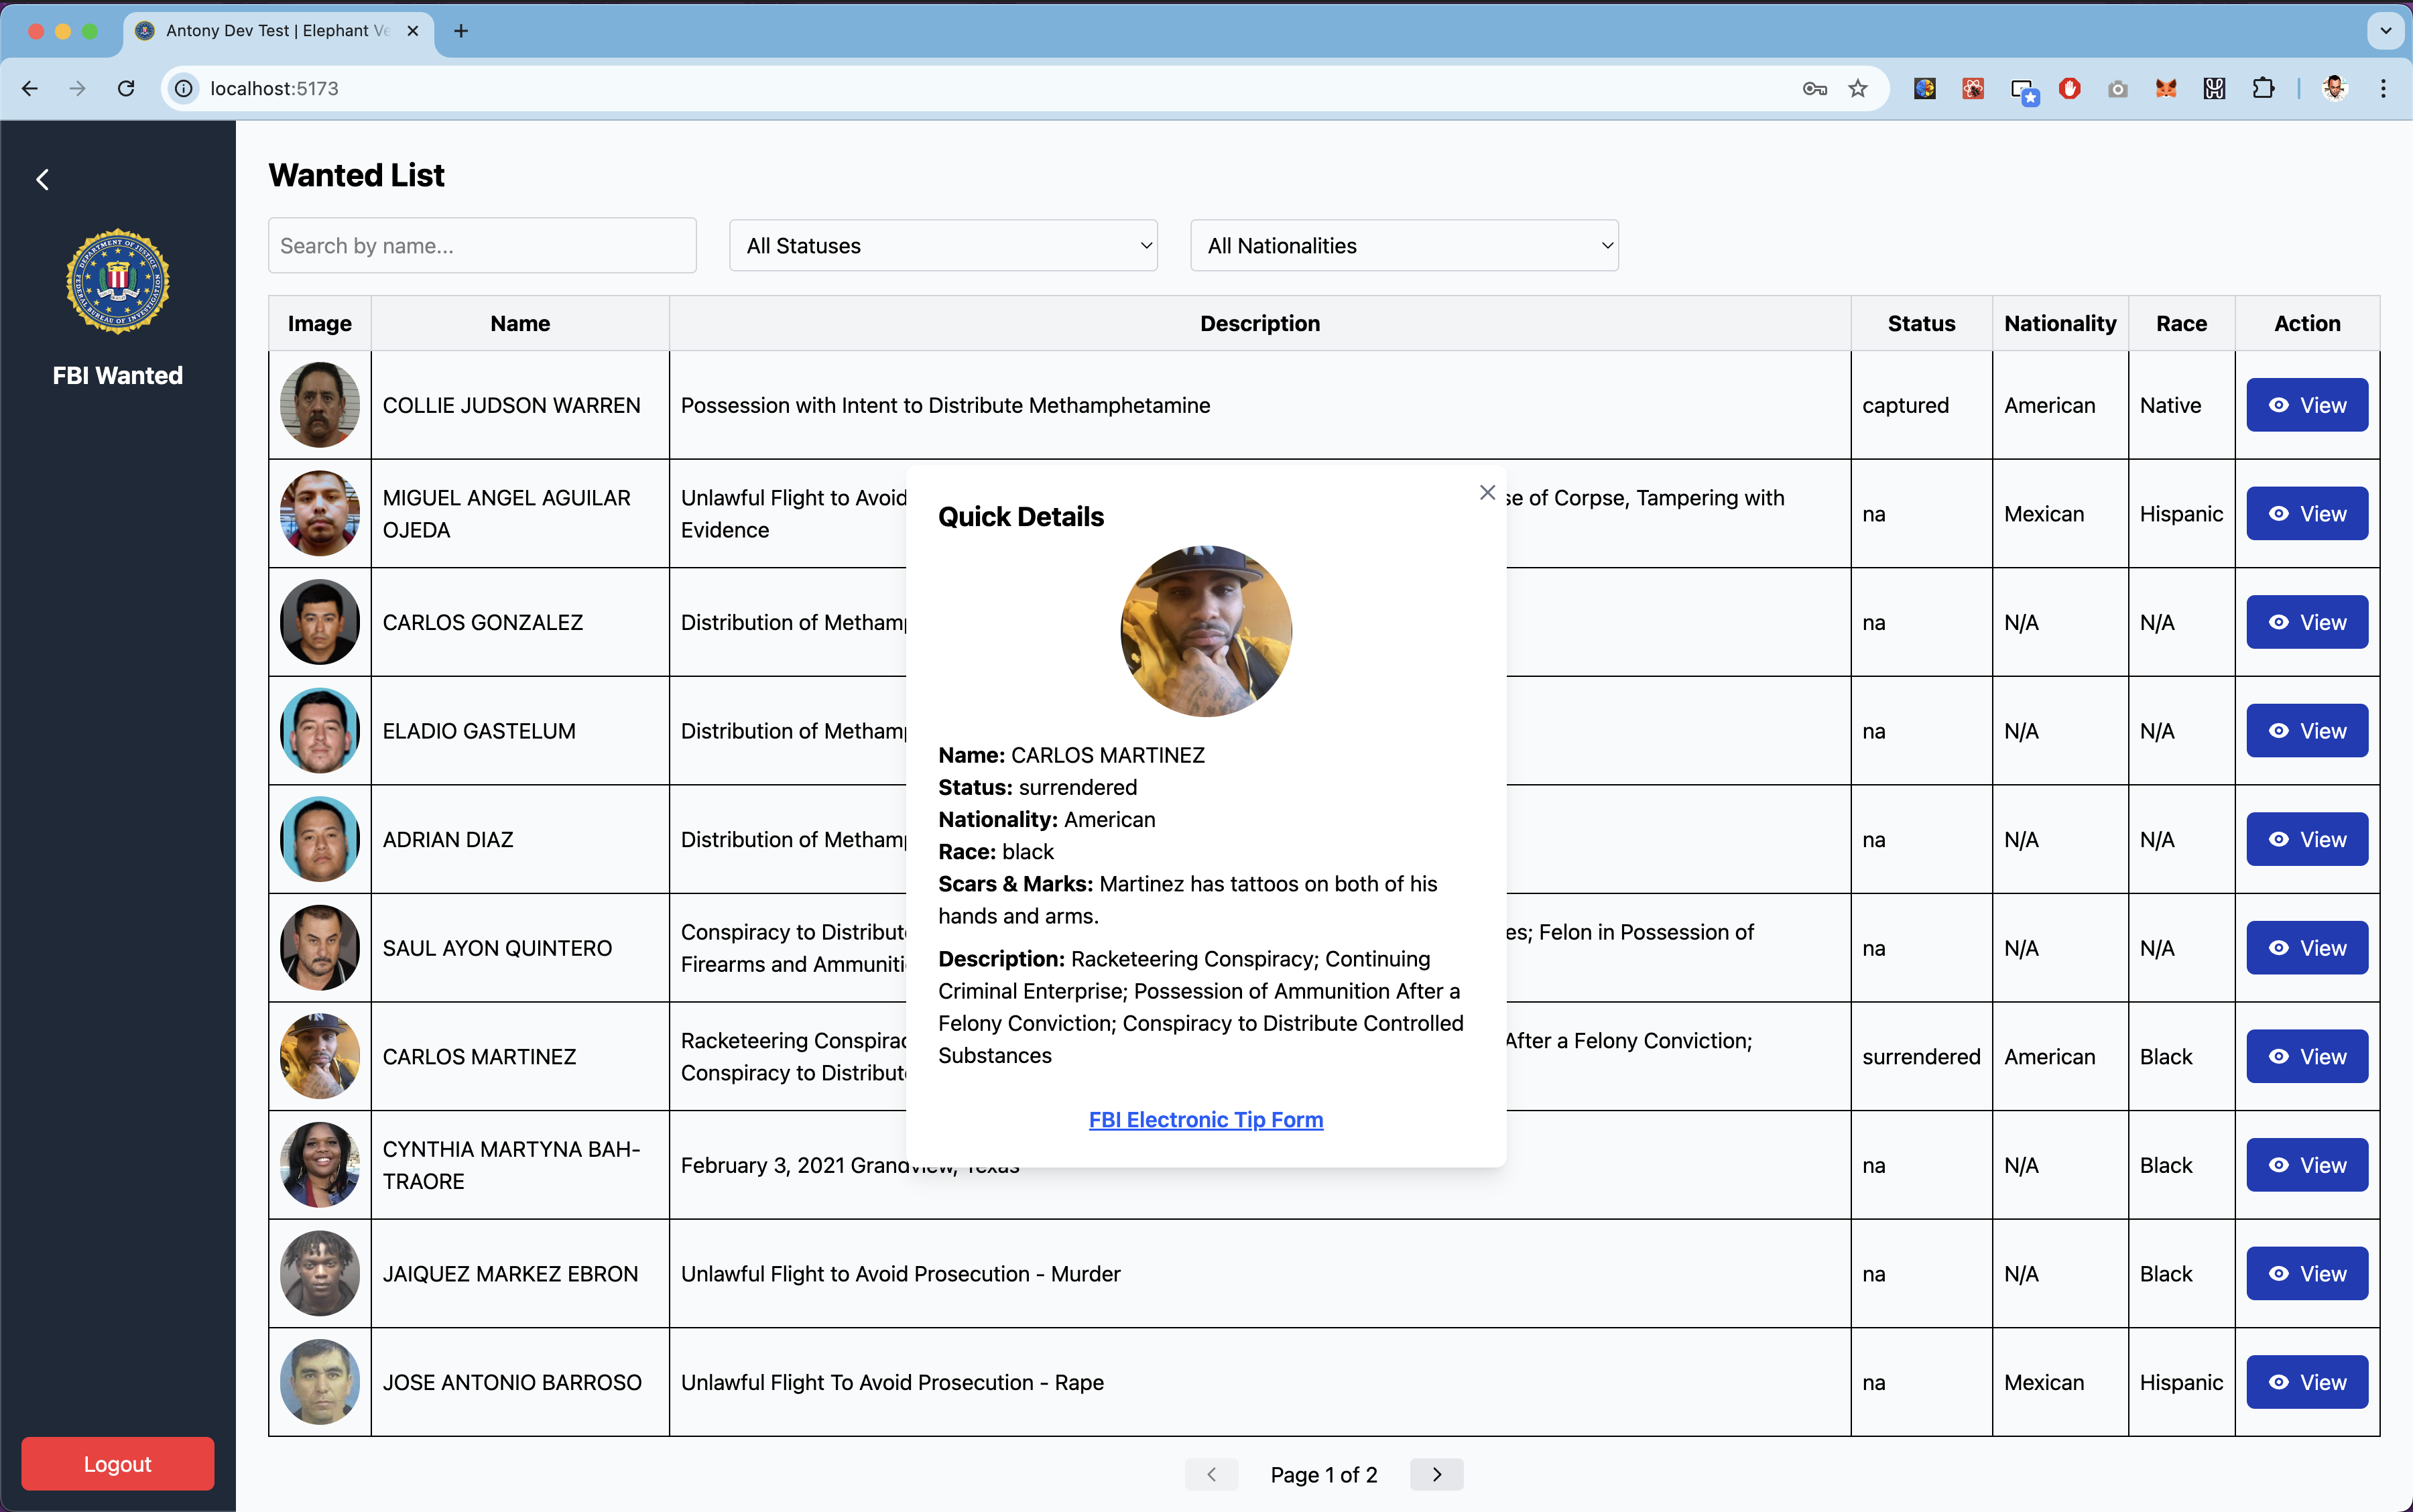 Antony Dev Test | Elephant Ve
localhost:5173
DEPARTMENT OF JUSTICE
FEDERAL BUREAU OF INVESTIGATION
FBI Wanted
Logout
Wanted List
Search by name...
All Statuses
All Nationalities
Image Name Description Status Nationality Race Action
COLLIE JUDSON WARREN Possession with Intent to Distribute Methamphetamine captured American Native View
MIGUEL ANGEL AGUILAR OJEDA Unlawful Flight to Avoid se of Corpse, Tampering with Evidence na Mexican Hispanic View
CARLOS GONZALEZ Distribution of Metham na N/A N/A View
ELADIO GASTELUM Distribution of Metham na N/A N/A View
ADRIAN DIAZ Distribution of Metham na N/A N/A View
SAUL AYON QUINTERO Conspiracy to Distribut es; Felon in Possession of Firearms and Ammuniti na N/A N/A View
CARLOS MARTINEZ Racketeering Conspirac After a Felony Conviction; Conspiracy to Distribut surrendered American Black View
CYNTHIA MARTYNA BAH-TRAORE February 3, 2021 Grandview, Texas na N/A Black View
JAIQUEZ MARKEZ EBRON Unlawful Flight to Avoid Prosecution - Murder na N/A Black View
JOSE ANTONIO BARROSO Unlawful Flight To Avoid Prosecution - Rape na Mexican Hispanic View
Quick Details
Name: CARLOS MARTINEZ
Status: surrendered
Nationality: American
Race: black
Scars & Marks: Martinez has tattoos on both of his
hands and arms.
Description: Racketeering Conspiracy; Continuing
Criminal Enterprise; Possession of Ammunition After a
Felony Conviction; Conspiracy to Distribute Controlled
Substances
FBI Electronic Tip Form
Page 1 of 2